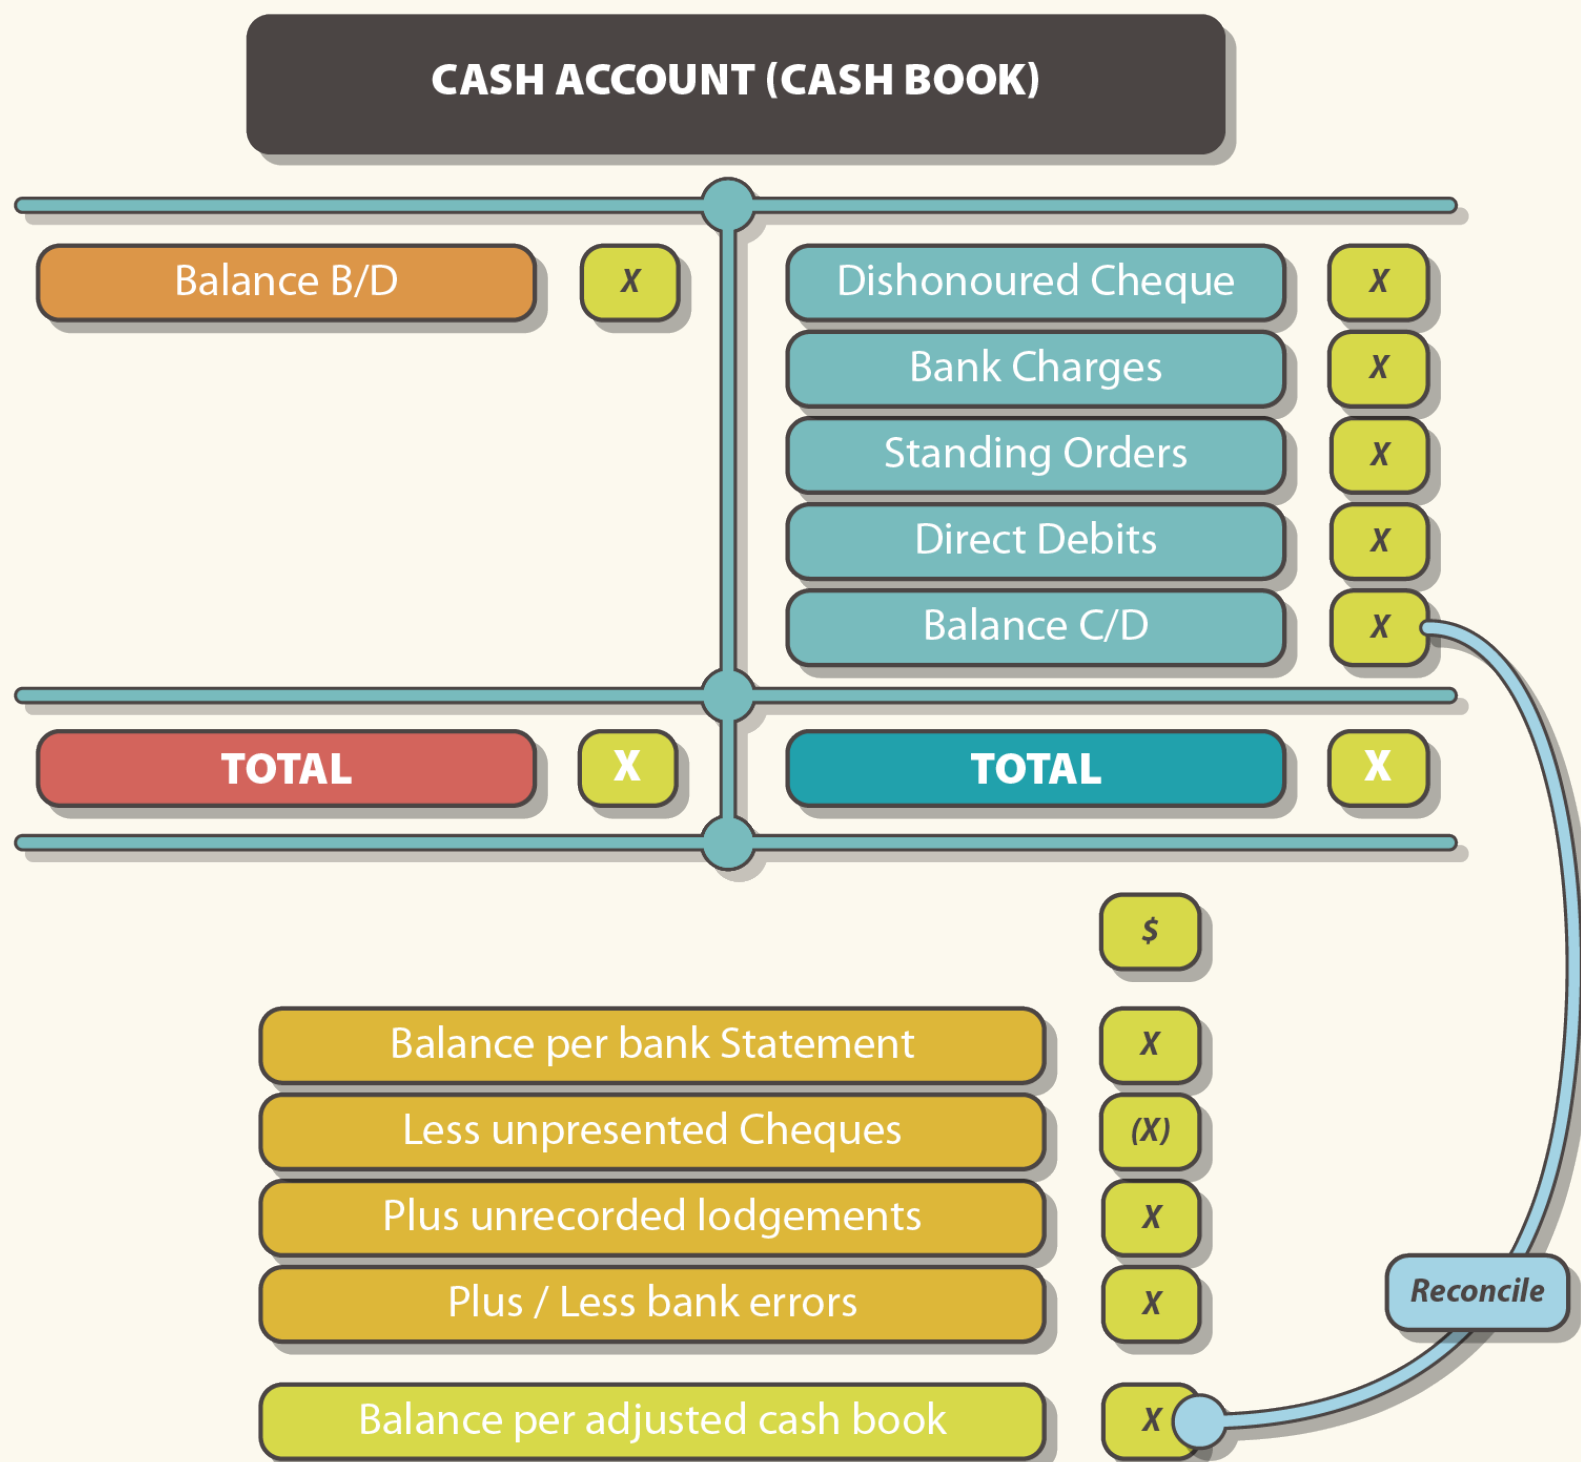 CASH ACCOUNT (CASH BOOK)
Balance B/D X Dishonoured Cheque X
Bank Charges X
Standing Orders X
Direct Debits X
Balance C/D X
TOTAL X TOTAL X
$
Balance per bank Statement X
Less unpresented Cheques (X)
Plus unrecorded lodgements X
Plus / Less bank errors X
Reconcile
Balance per adjusted cash book X